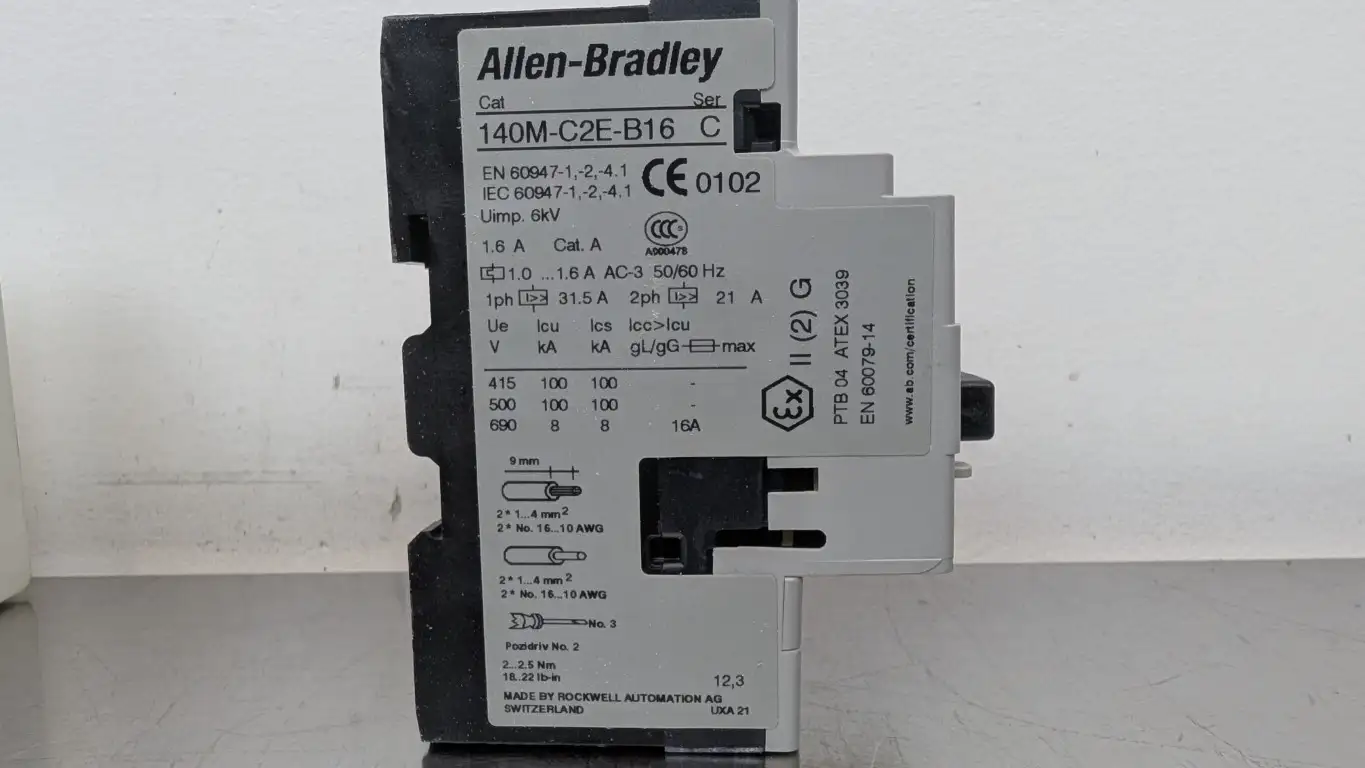 Allen-Bradley
Cat Ser
140M-C2E-B16 C
EN 60947-1,-2,-4.1
IEC 60947-1,-2,-4.1
CE 0102
Uimp. 6kV
CCC S
A000478
1.6 A Cat. A
1.0 ...1.6 A AC-3 50/60 Hz
1ph I>> 31.5 A 2ph I>> 21 A
Ue Icu Ics Icc>Icu
V kA kA gL/gG max
415 100 100 -
500 100 100 -
690 8 8 16A
Ex II (2) G
PTB 04 ATEX 3039
EN 60079-14
www.ab.com/certification
9 mm
2* 1...4 mm2
2* No. 16...10 AWG
2* 1...4 mm2
2* No. 16...10 AWG
No. 3
Pozidriv No. 2
2...2.5 Nm
18..22 lb-in
12,3
MADE BY ROCKWELL AUTOMATION AG
SWITZERLAND UXA 21